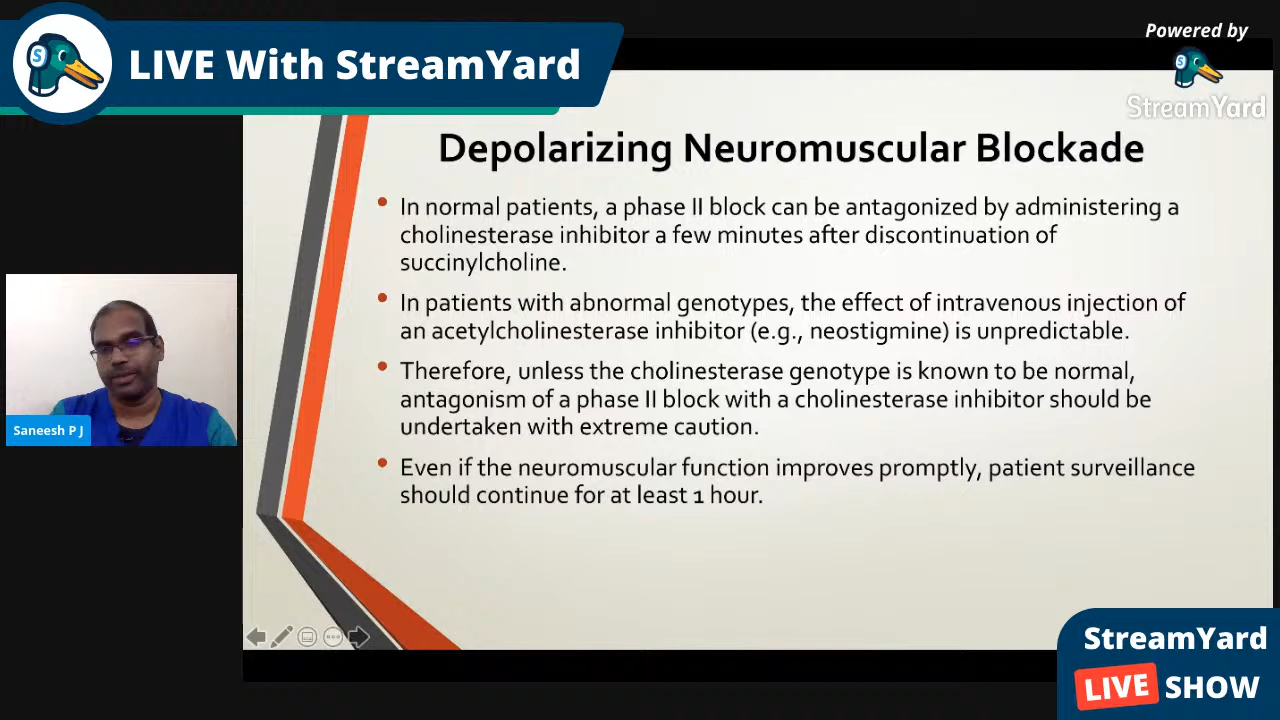 LIVE With StreamYard
Powered by
StreamYard
Depolarizing Neuromuscular Blockade
• In normal patients, a phase II block can be antagonized by administering a
cholinesterase inhibitor a few minutes after discontinuation of
succinylcholine.
• In patients with abnormal genotypes, the effect of intravenous injection of
an acetylcholinesterase inhibitor (e.g., neostigmine) is unpredictable.
• Therefore, unless the cholinesterase genotype is known to be normal,
antagonism of a phase II block with a cholinesterase inhibitor should be
undertaken with extreme caution.
• Even if the neuromuscular function improves promptly, patient surveillance
should continue for at least 1 hour.
Saneesh P J
StreamYard
LIVE SHOW